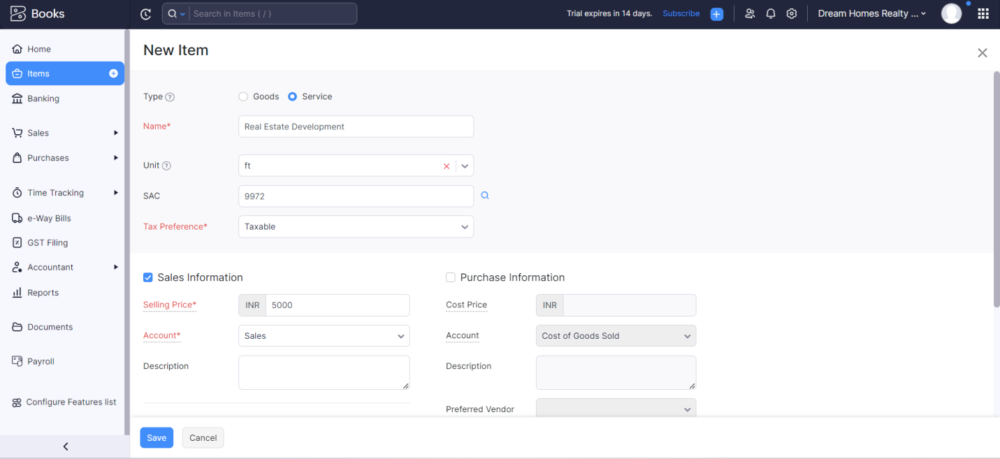 Books
Search in Items ( / )
Trial expires in 14 days. Subscribe
Dream Homes Realty ...
Home
Items
Banking
Sales
Purchases
Time Tracking
e-Way Bills
GST Filing
Accountant
Reports
Documents
Payroll
Configure Features list
New Item
Type ?
Goods Service
Name*
Real Estate Development
Unit ?
ft
SAC
9972
Tax Preference*
Taxable
Sales Information
Selling Price*
INR 5000
Account*
Sales
Description
Purchase Information
Cost Price
INR
Account
Cost of Goods Sold
Description
Preferred Vendor
Save Cancel